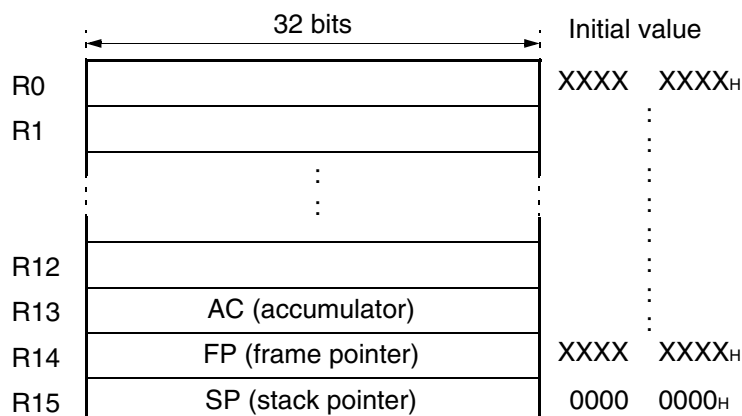 32 bits Initial value
R0 XXXX XXXXH
R1
:
:
R12
R13 AC (accumulator)
R14 FP (frame pointer) XXXX XXXXH
R15 SP (stack pointer) 0000 0000H